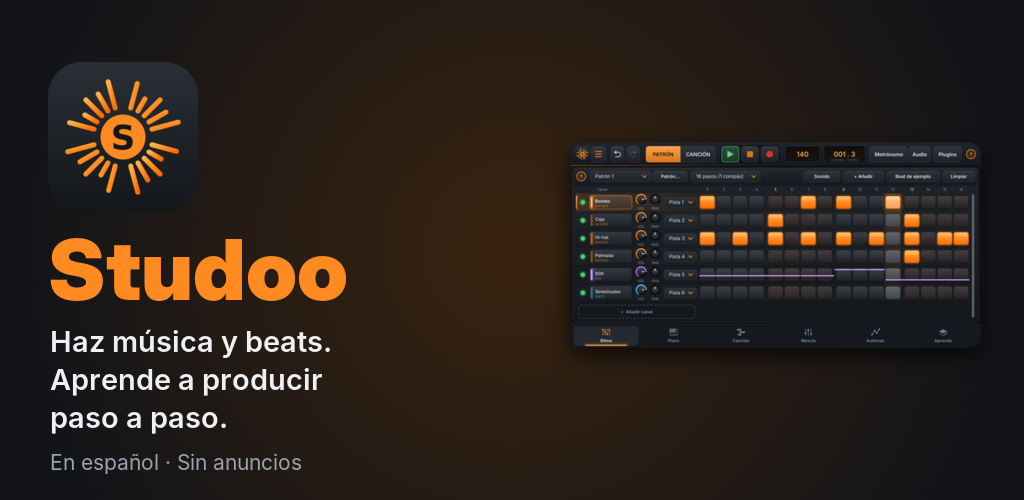 S
Studoo
Haz música y beats.
Aprende a producir
paso a paso.
En español · Sin anuncios
PATRÓN CANCIÓN 140 001.3 Metrónomo Audio Plugins ?
? Patrón 1 Patrón... 16 pasos (1 compás) Sonido + Añadir Beat de ejemplo Limpiar
Canal
Bombo Pista 1
Caja Pista 2
Hi-hat Pista 3
Palmada Pista 4
808 Pista 5
Sintetizador Pista 6
+ Añadir canal
Ritmo Piano Canción Mezcla Automat. Aprende